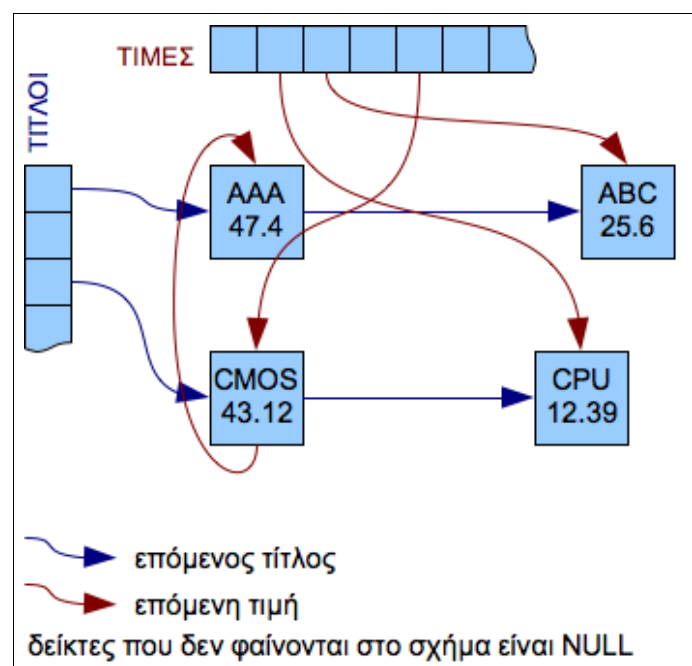 ΤΙΜΕΣ
ΤΙΤΛΟΙ
AAA
47.4
ABC
25.6
CMOS
43.12
CPU
12.39
επόμενος τίτλος
επόμενη τιμή
δείκτες που δεν φαίνονται στο σχήμα είναι NULL